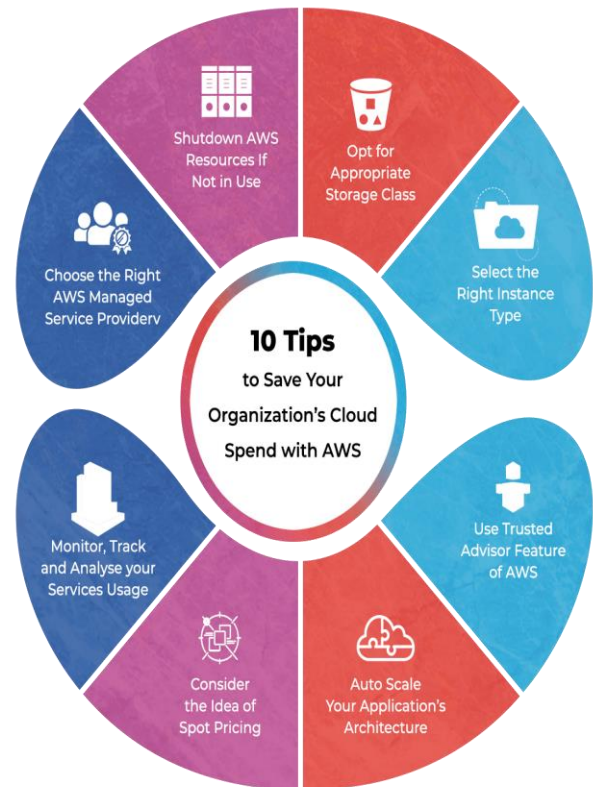 10 Tips
to Save Your
Organization's Cloud
Spend with AWS
Opt for
Appropriate
Storage Class
Select the
Right Instance
Type
Use Trusted
Advisor Feature
of AWS
Auto Scale
Your Application's
Architecture
Consider
the Idea of
Spot Pricing
Monitor, Track
and Analyse your
Services Usage
Choose the Right
AWS Managed
Service Providerv
Shutdown AWS
Resources If
Not in Use